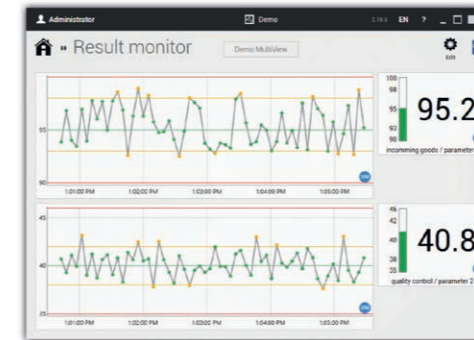 Administrator Demo 2.16.5 EN ?
» Result monitor Demo MultiView Edit
95
90
1:01:00 PM 1:02:00 PM 1:03:00 PM 1:04:00 PM 1:05:00 PM
100
98
95
93
90
95.2
incomming goods / parameter
45
40
35
1:01:00 PM 1:02:00 PM 1:03:00 PM 1:04:00 PM 1:05:00 PM
45
42
38
35
40.8
quality control / parameter 2